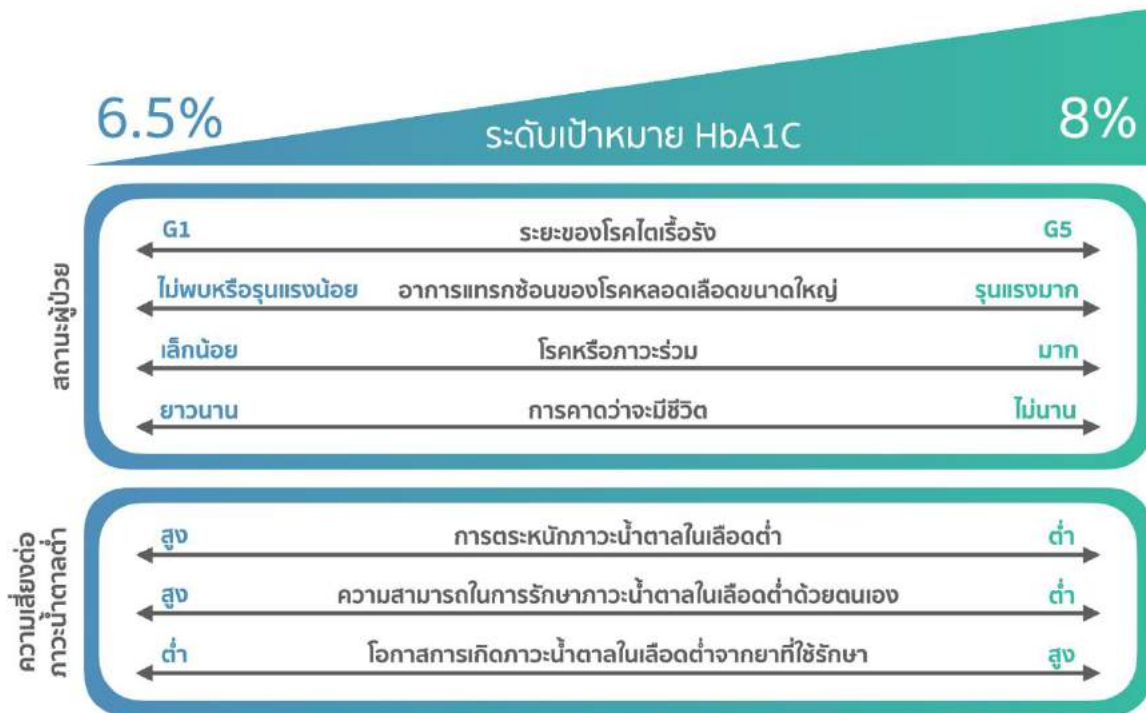 6.5%
8%
ระดับเป้าหมาย HbA1C
สถานะผู้ป่วย
G1 ระยะของโรคไตเรื้อรัง G5
ไม่พบหรือรุนแรงน้อย อาการแทรกซ้อนของโรคหลอดเลือดขนาดใหญ่ รุนแรงมาก
เล็กน้อย โรคหรือภาวะร่วม มาก
ยาวนาน การคาดว่าจะมีชีวิต ไม่นาน
ความเสี่ยงต่อ
ภาวะน้ำตาลต่ำ
สูง การตระหนักภาวะน้ำตาลในเลือดต่ำ ต่ำ
สูง ความสามารถในการรักษาภาวะน้ำตาลในเลือดต่ำด้วยตนเอง ต่ำ
ต่ำ โอกาสการเกิดภาวะน้ำตาลในเลือดต่ำจากยาที่ใช้รักษา สูง